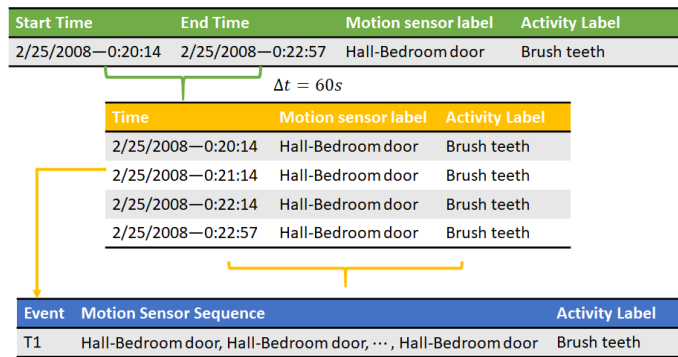 Start Time End Time Motion sensor label Activity Label
2/25/2008—0:20:14 2/25/2008—0:22:57 Hall-Bedroom door Brush teeth
Δt = 60s
Time Motion sensor label Activity Label
2/25/2008—0:20:14 Hall-Bedroom door Brush teeth
2/25/2008—0:21:14 Hall-Bedroom door Brush teeth
2/25/2008—0:22:14 Hall-Bedroom door Brush teeth
2/25/2008—0:22:57 Hall-Bedroom door Brush teeth
Event Motion Sensor Sequence Activity Label
T1 Hall-Bedroom door, Hall-Bedroom door, ⋯ , Hall-Bedroom door Brush teeth